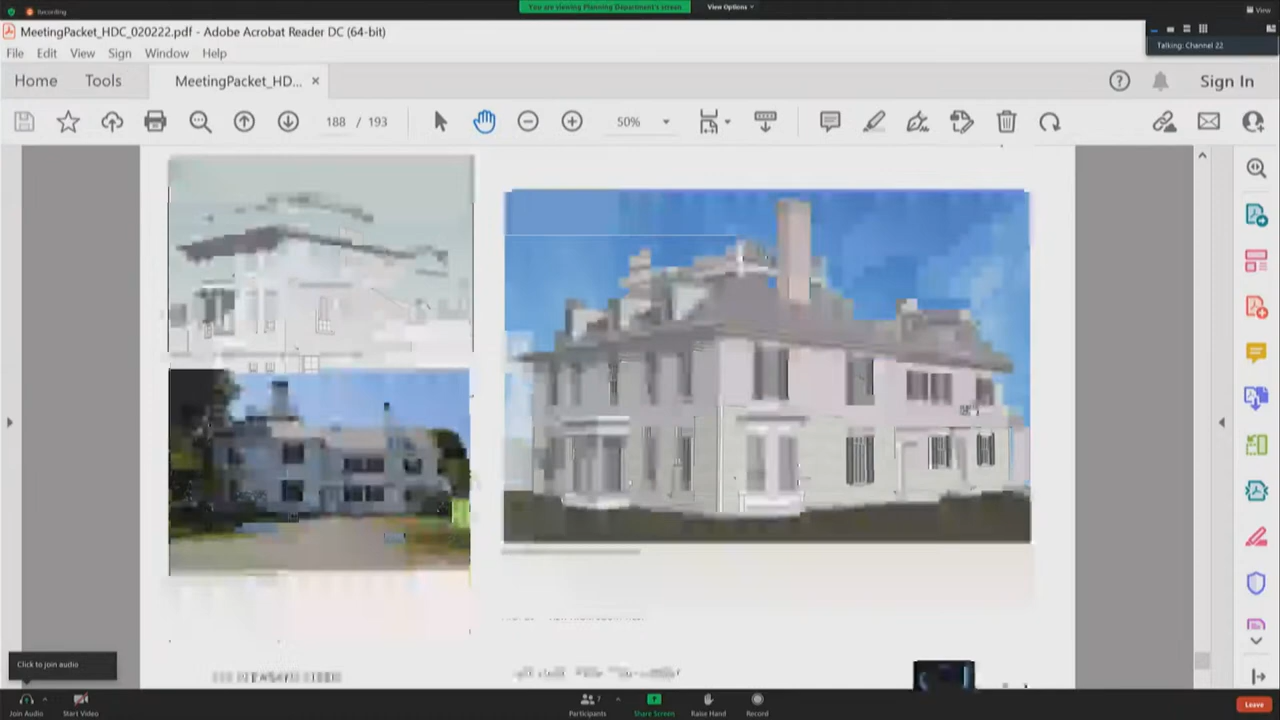 Recording
You are viewing Planning Department's screen
View Options
View
MeetingPacket_HDC_020222.pdf - Adobe Acrobat Reader DC (64-bit)
Talking: Channel 22
File Edit View Sign Window Help
Home Tools MeetingPacket_HD... ×
Sign In
188 / 193
50%
Click to join audio
Join Audio
Start Video
Participants
7
Share Screen
Raise Hand
Record
Leave